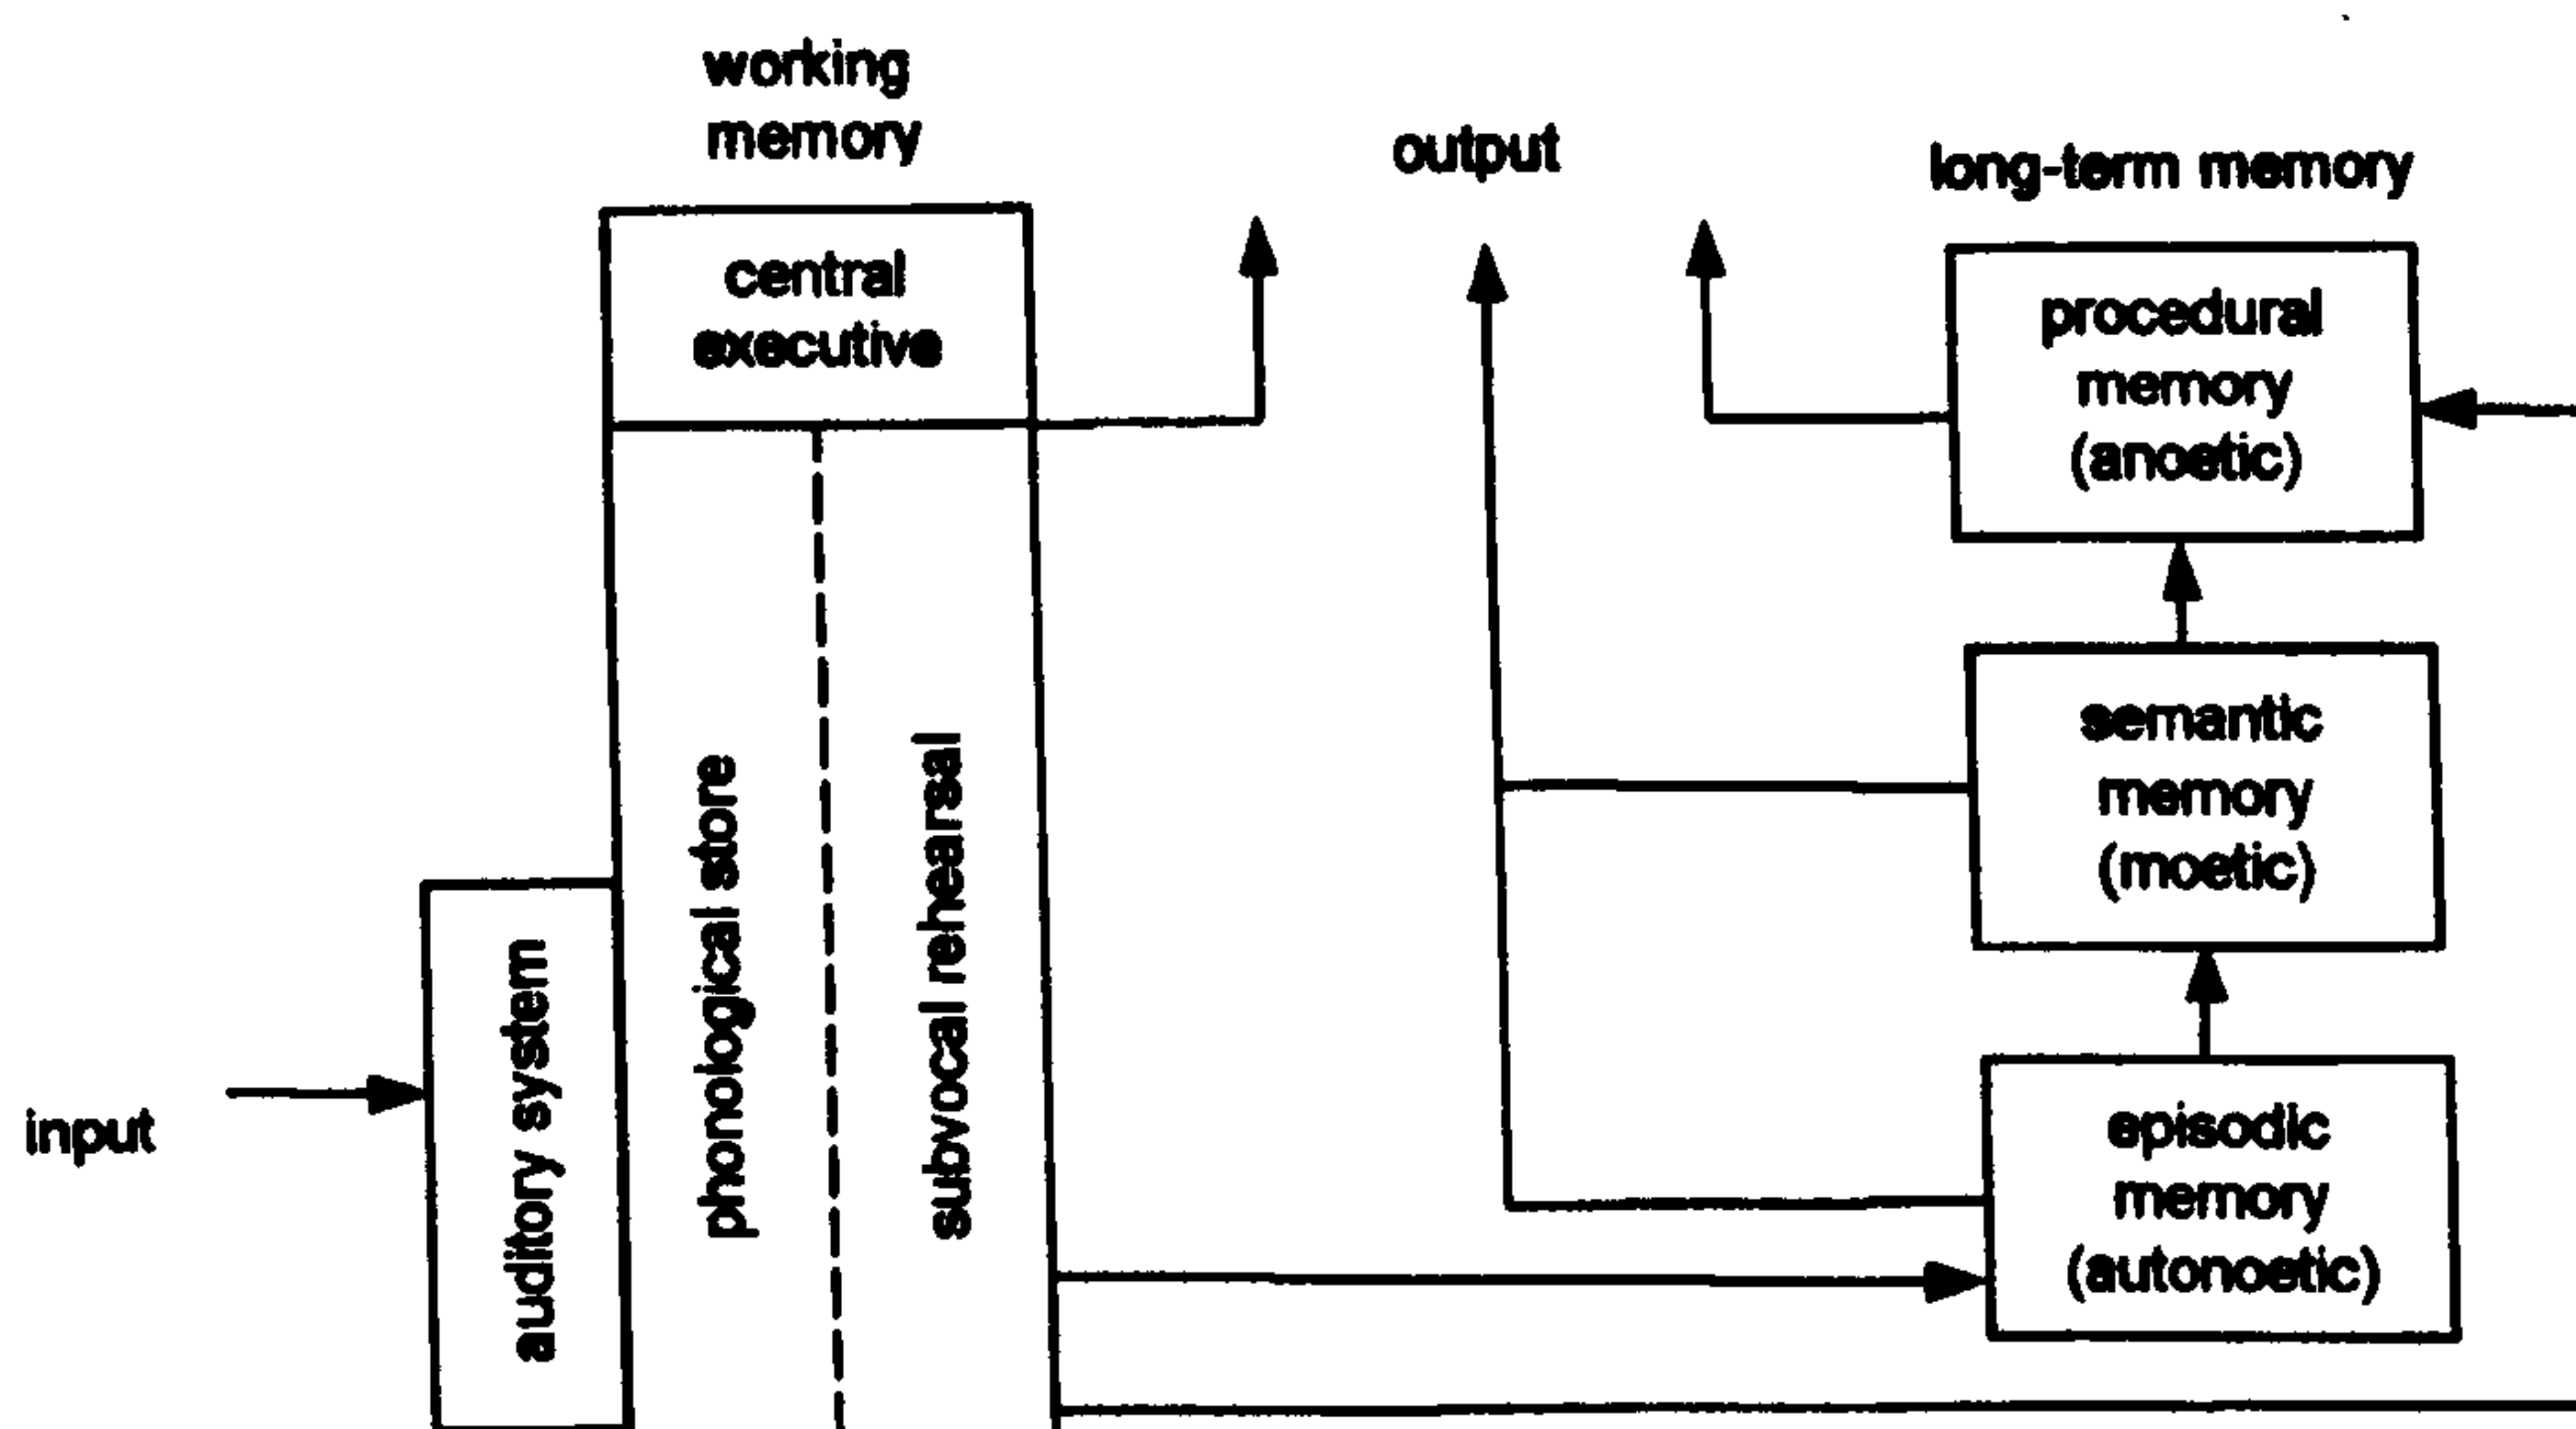 working
memory
output
long-term memory
central
executive
procedural
memory
(anoetic)
semantic
memory
(moetic)
phonological store
subvocal rehearsal
auditory system
input
episodic
memory
(autonoetic)